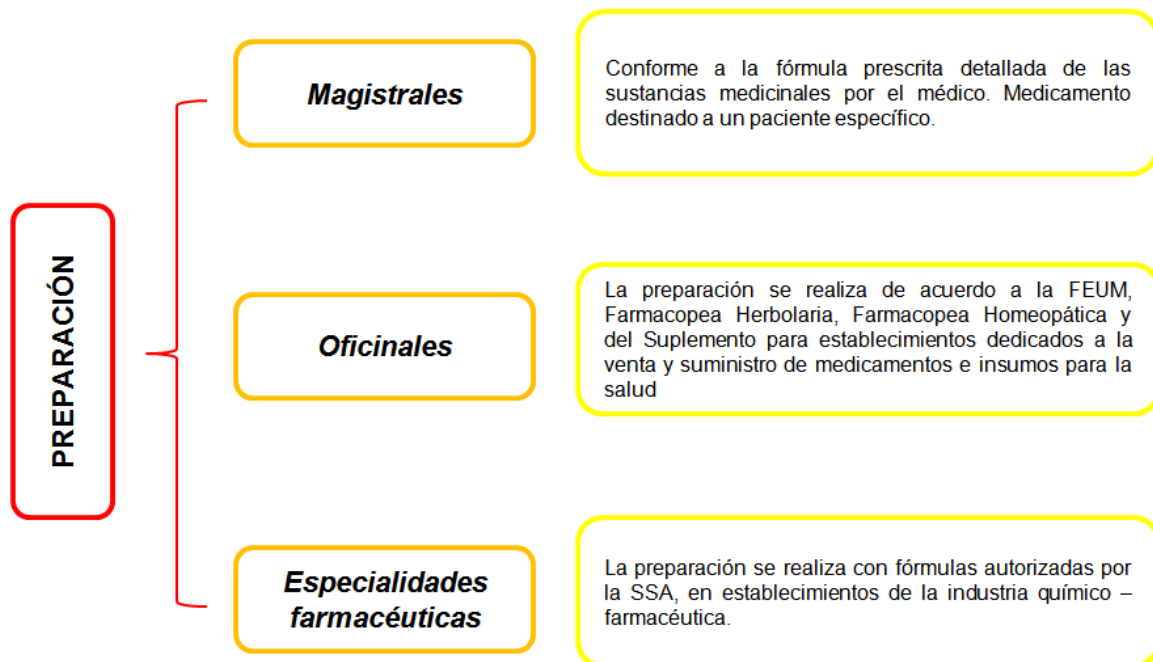 PREPARACIÓN
Magistrales
Conforme a la fórmula prescrita detallada de las
sustancias medicinales por el médico. Medicamento
destinado a un paciente específico.
Oficinales
La preparación se realiza de acuerdo a la FEUM,
Farmacopea Herbolaria, Farmacopea Homeopática y
del Suplemento para establecimientos dedicados a la
venta y suministro de medicamentos e insumos para la
salud
Especialidades
farmacéuticas
La preparación se realiza con fórmulas autorizadas por
la SSA, en establecimientos de la industria químico –
farmacéutica.